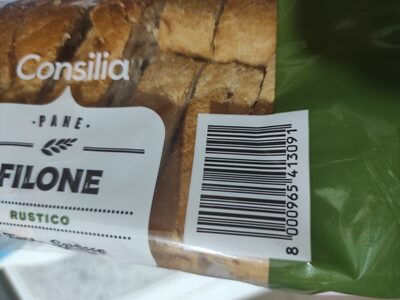 Consilia
·PANE·
FILONE
RUSTICO
8 000965 413091